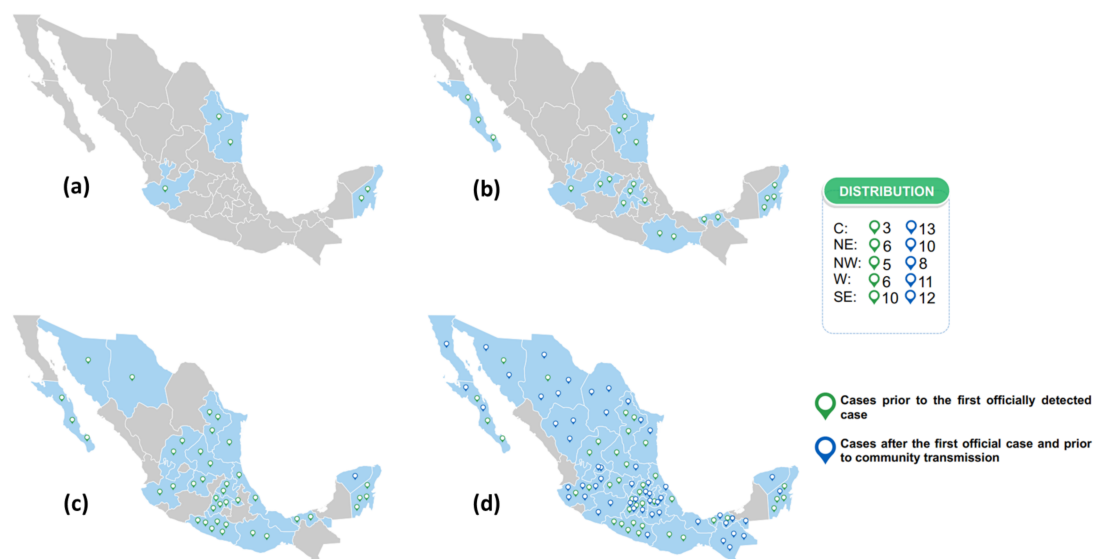 (a)
(b)
DISTRIBUTION
C: 3 13
NE: 6 10
NW: 5 8
W: 6 11
SE: 10 12
(c)
(d)
Cases prior to the first officially detected
case
Cases after the first official case and prior
to community transmission